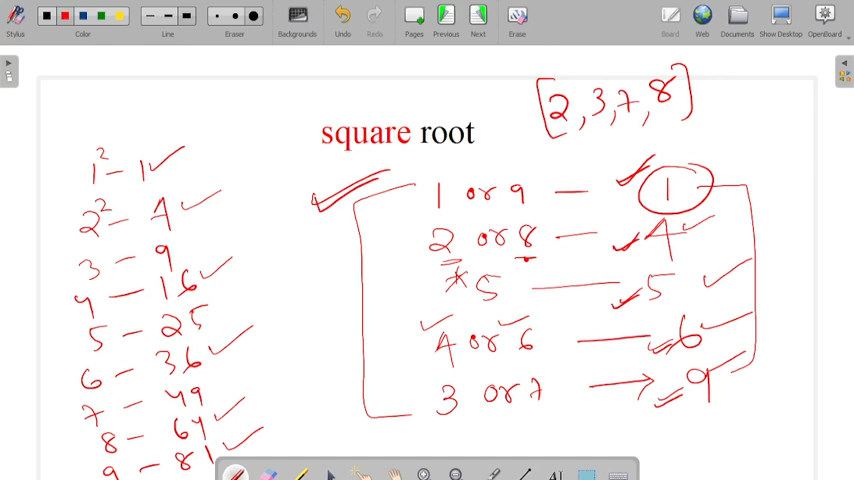 Stylus Color Line Eraser Backgrounds Undo Redo Pages Previous Next Erase Board Web Documents Show Desktop OpenBoard
[2,3,7,8]
square root
1² - 1
2² - 4
3 - 9
4 - 16
5 - 25
6 - 36
7 - 49
8 - 64
9 - 81
1 or 9 — 1
2 or 8 — 4
*5 — 5
4 or 6 — 6
3 or 7 → 9